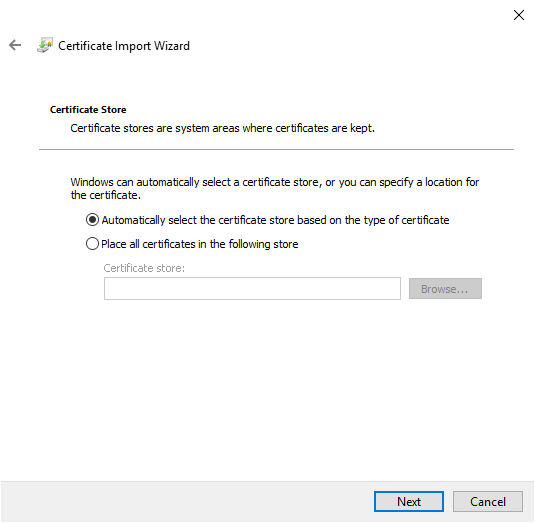 Certificate Import Wizard
Certificate Store
Certificate stores are system areas where certificates are kept.
Windows can automatically select a certificate store, or you can specify a location for
the certificate.
Automatically select the certificate store based on the type of certificate
Place all certificates in the following store
Certificate store:
Browse...
Next
Cancel